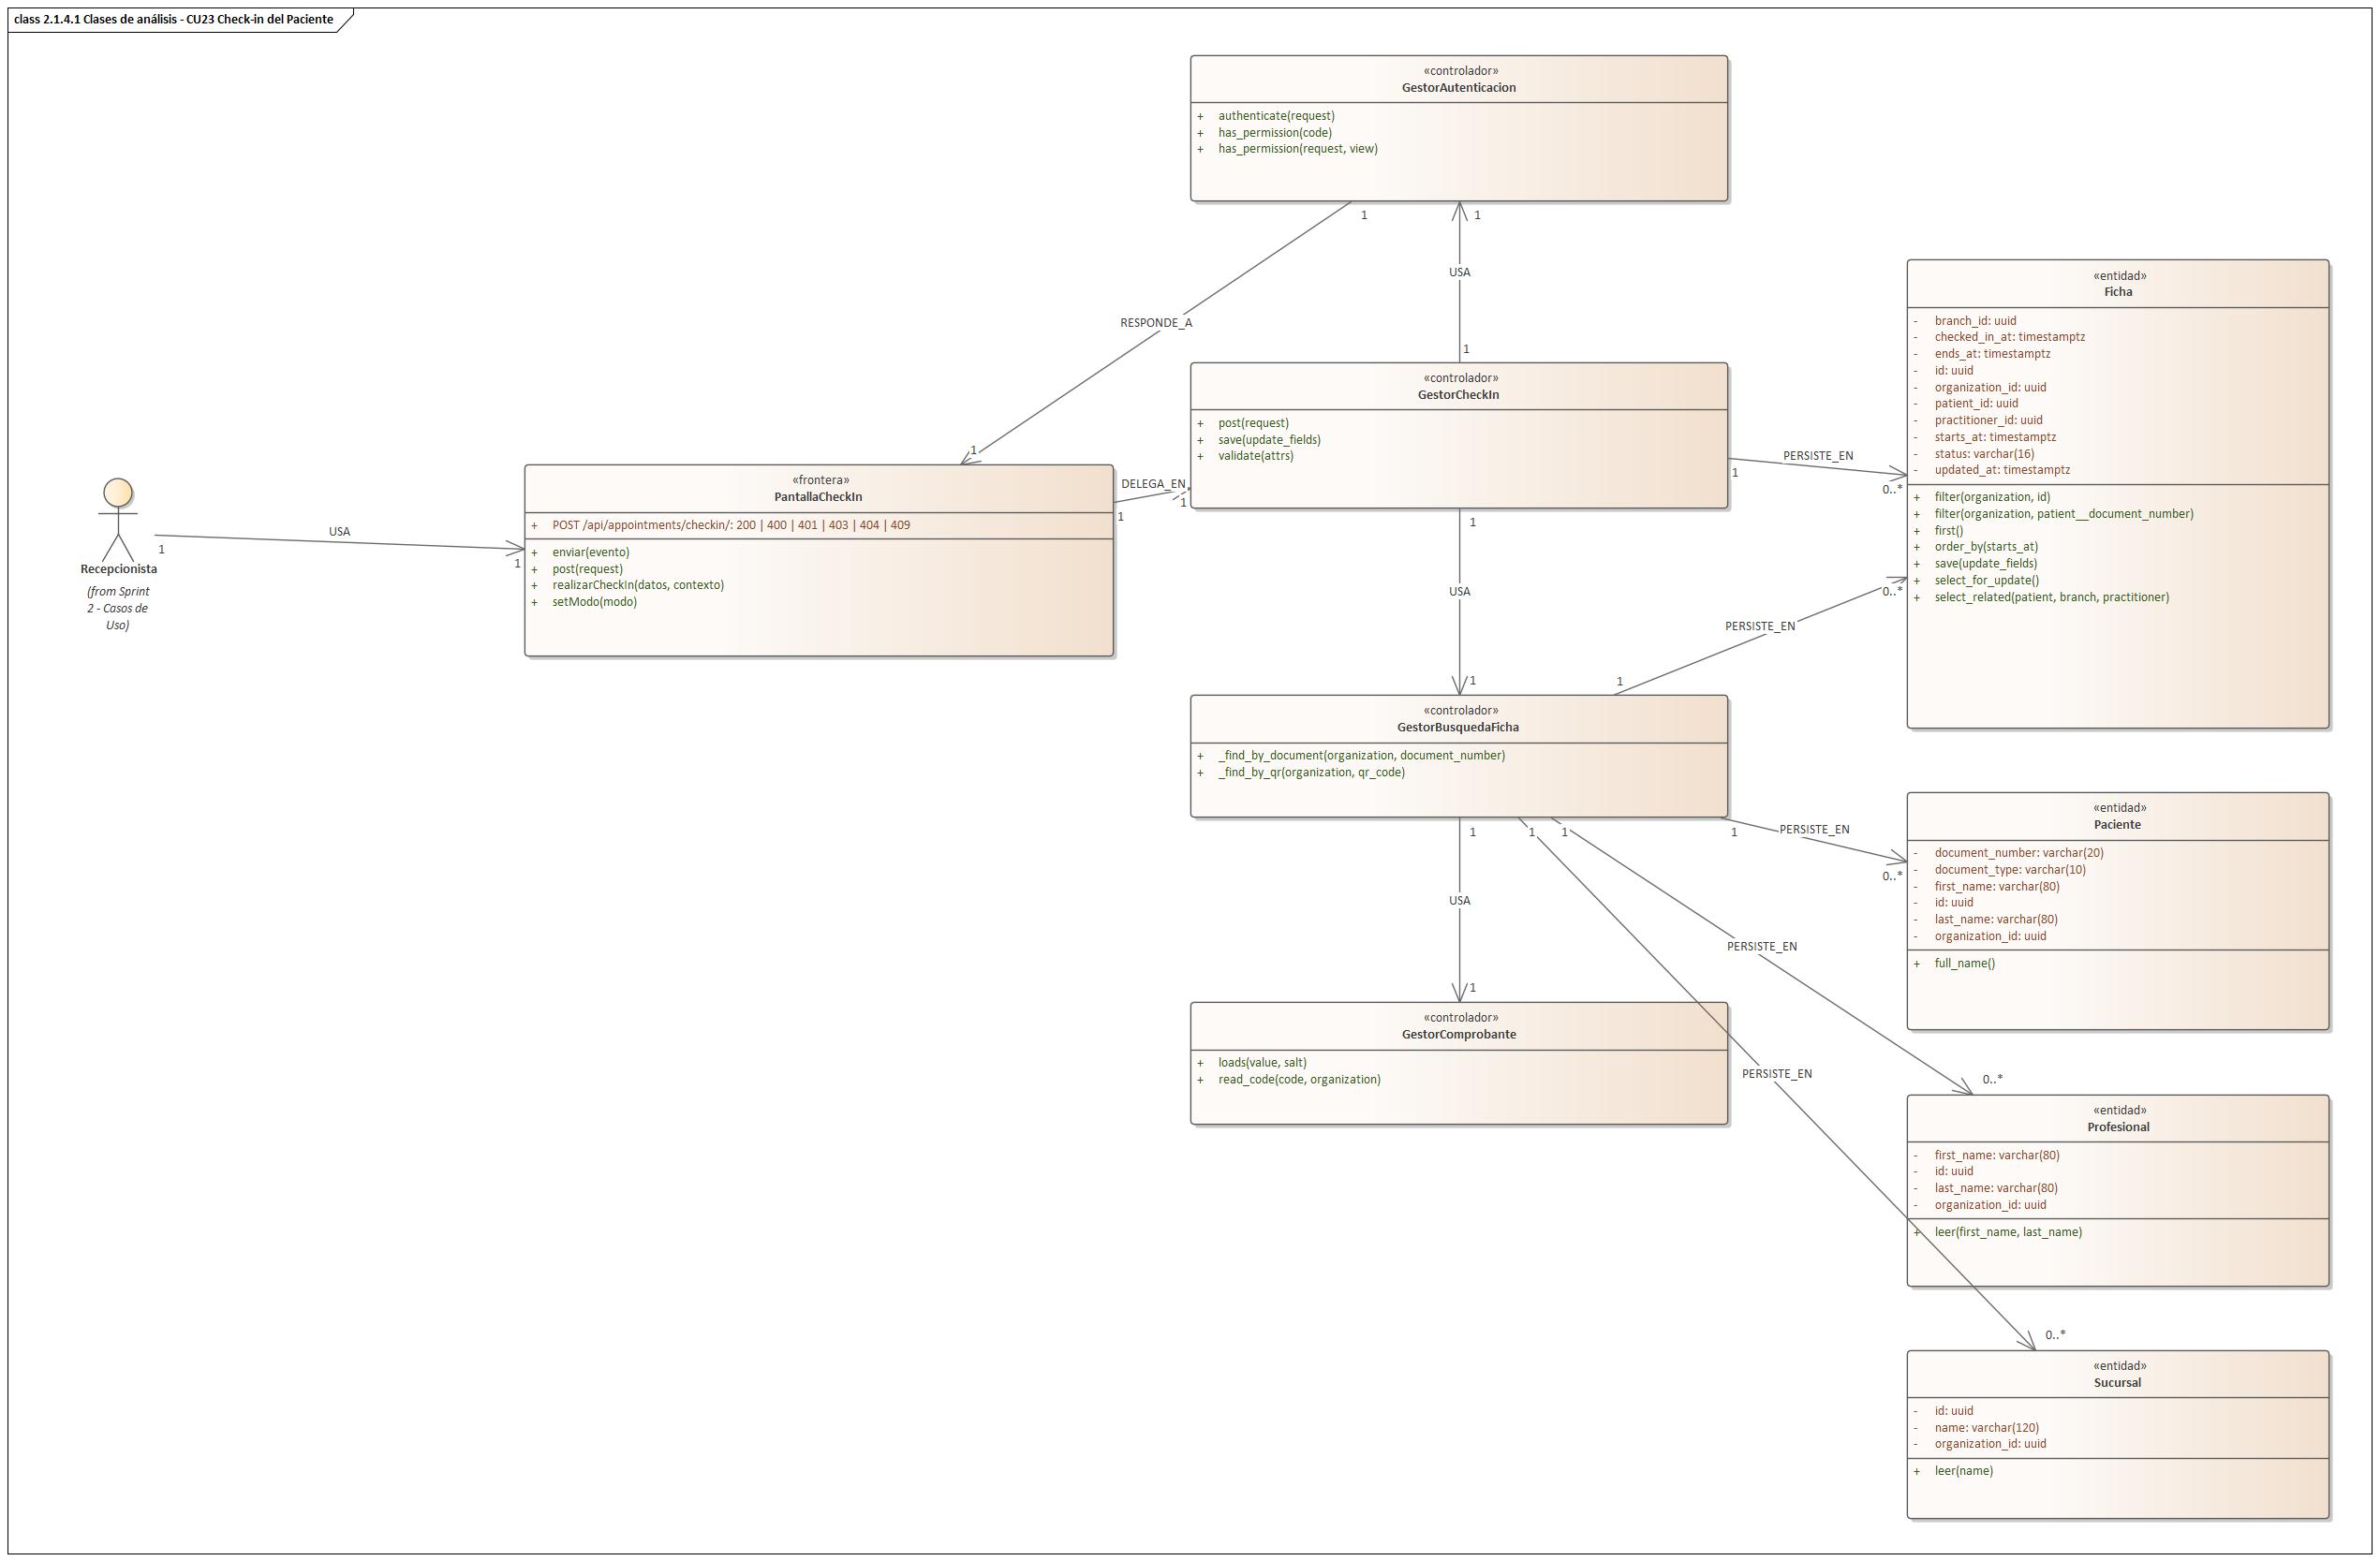 class 2.1.4.1 Clases de análisis - CU23 Check-in del Paciente
«controlador»
GestorAutenticacion
+ authenticate(request)
+ has_permission(code)
+ has_permission(request, view)
1
1
USA
RESPONDE_A
1
1
«controlador»
GestorCheckIn
+ post(request)
+ save(update_fields)
+ validate(attrs)
«entidad»
Ficha
- branch_id: uuid
- checked_in_at: timestamptz
- ends_at: timestamptz
- id: uuid
- organization_id: uuid
- patient_id: uuid
- practitioner_id: uuid
- starts_at: timestamptz
- status: varchar(16)
- updated_at: timestamptz
+ filter(organization, id)
+ filter(organization, patient__document_number)
+ first()
+ order_by(starts_at)
+ save(update_fields)
+ select_for_update()
+ select_related(patient, branch, practitioner)
PERSISTE_EN
1
0..*
Recepcionista
(from Sprint
2 - Casos de
Uso)
USA
1
1
«frontera»
PantallaCheckIn
+ POST /api/appointments/checkin/: 200 | 400 | 401 | 403 | 404 | 409
+ enviar(evento)
+ post(request)
+ realizarCheckIn(datos, contexto)
+ setModo(modo)
DELEGA_EN
1
1
1
USA
1
0..*
PERSISTE_EN
1
«controlador»
GestorBusquedaFicha
+ _find_by_document(organization, document_number)
+ _find_by_qr(organization, qr_code)
1
1
1
1
PERSISTE_EN
0..*
USA
1
PERSISTE_EN
0..*
PERSISTE_EN
0..*
«entidad»
Paciente
- document_number: varchar(20)
- document_type: varchar(10)
- first_name: varchar(80)
- id: uuid
- last_name: varchar(80)
- organization_id: uuid
+ full_name()
«controlador»
GestorComprobante
+ loads(value, salt)
+ read_code(code, organization)
«entidad»
Profesional
- first_name: varchar(80)
- id: uuid
- last_name: varchar(80)
- organization_id: uuid
+ leer(first_name, last_name)
«entidad»
Sucursal
- id: uuid
- name: varchar(120)
- organization_id: uuid
+ leer(name)